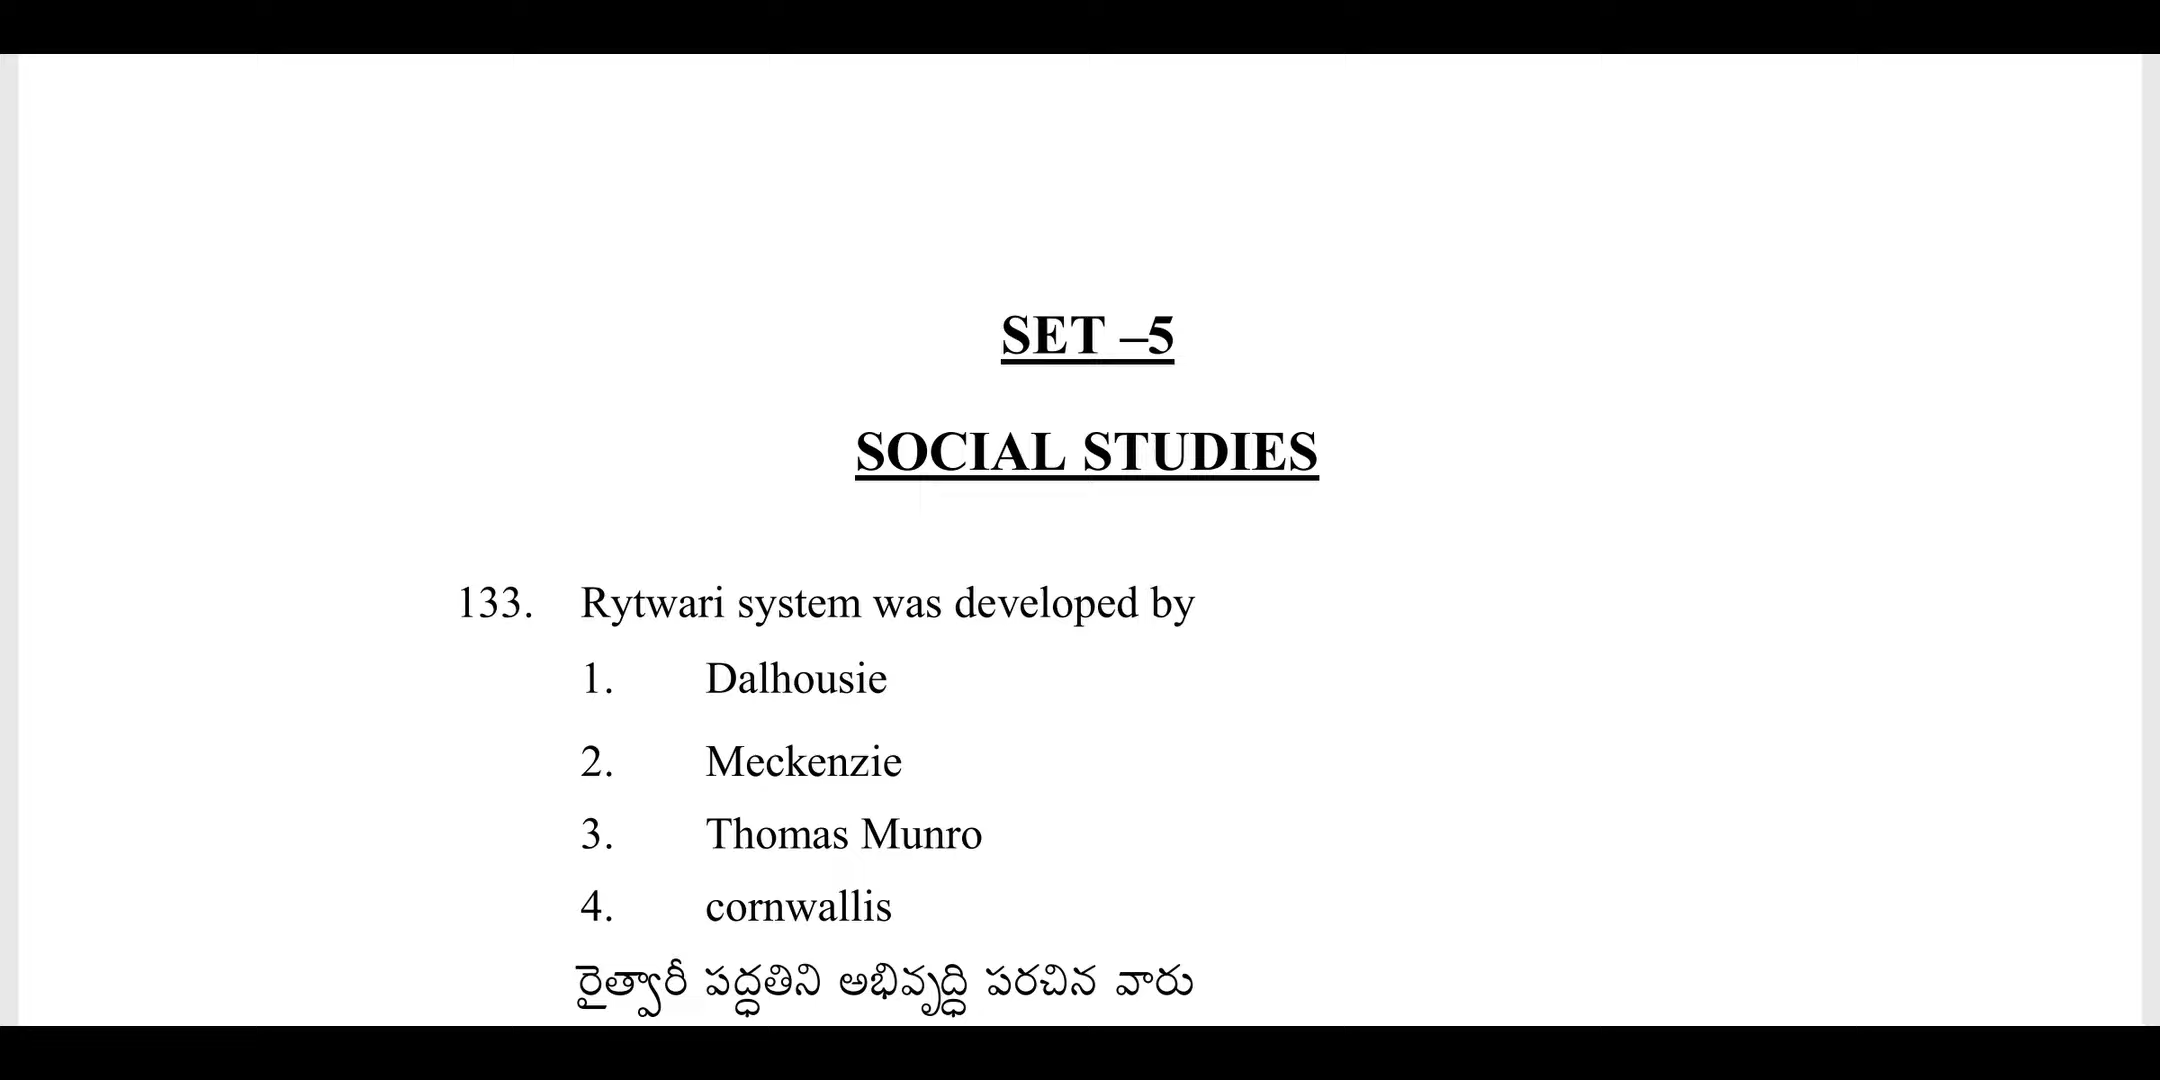 SET –5
SOCIAL STUDIES
133. Rytwari system was developed by
1. Dalhousie
2. Meckenzie
3. Thomas Munro
4. cornwallis
రైత్వారీ పద్ధతిని అభివృద్ధి పరచిన వారు